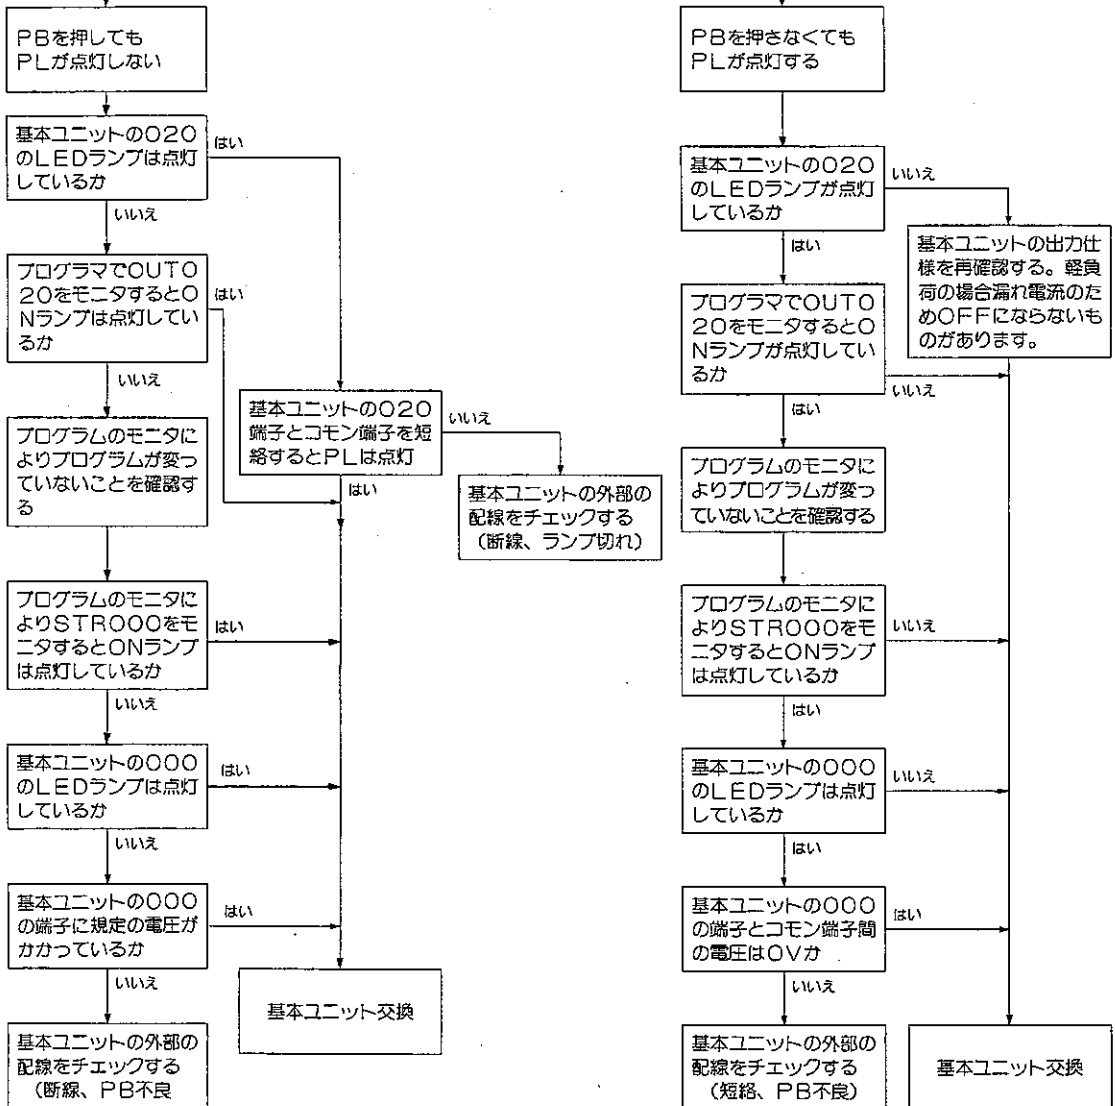 PBを押しても
PLが点灯しない
基本ユニットの020
のLEDランプは点灯
しているか
はい
いいえ
プログラマでOUT0
20をモニタするとO
Nランプは点灯してい
るか
はい
いいえ
基本ユニットの020
端子とコモン端子を短
絡するとPLは点灯
いいえ
はい
基本ユニットの外部の
配線をチェックする
(断線、ランプ切れ)
プログラムのモニタに
よりプログラムが変っ
ていないことを確認す
る
プログラムのモニタに
よりSTR000をモ
ニタするとONランプ
は点灯しているか
はい
いいえ
基本ユニットの000
のLEDランプは点灯
しているか
はい
いいえ
基本ユニットの000
の端子に規定の電圧が
かかっているか
はい
いいえ
基本ユニット交換
基本ユニットの外部の
配線をチェックする
(断線、PB不良
PBを押さなくても
PLが点灯する
基本ユニットの020
のLEDランプが点灯
しているか
いいえ
はい
基本ユニットの出力仕
様を再確認する。軽負
荷の場合漏れ電流のた
めOFFにならないも
のがあります。
プログラマでOUT0
20をモニタするとO
Nランプが点灯してい
るか
いいえ
はい
プログラムのモニタに
よりプログラムが変っ
ていないことを確認する
プログラムのモニタに
よりSTR000をモ
ニタするとONランプ
は点灯しているか
いいえ
はい
基本ユニットの000
のLEDランプは点灯
しているか
いいえ
はい
基本ユニットの000
の端子とコモン端子間
の電圧は0Vか
はい
いいえ
基本ユニットの外部の
配線をチェックする
(短絡、PB不良)
基本ユニット交換